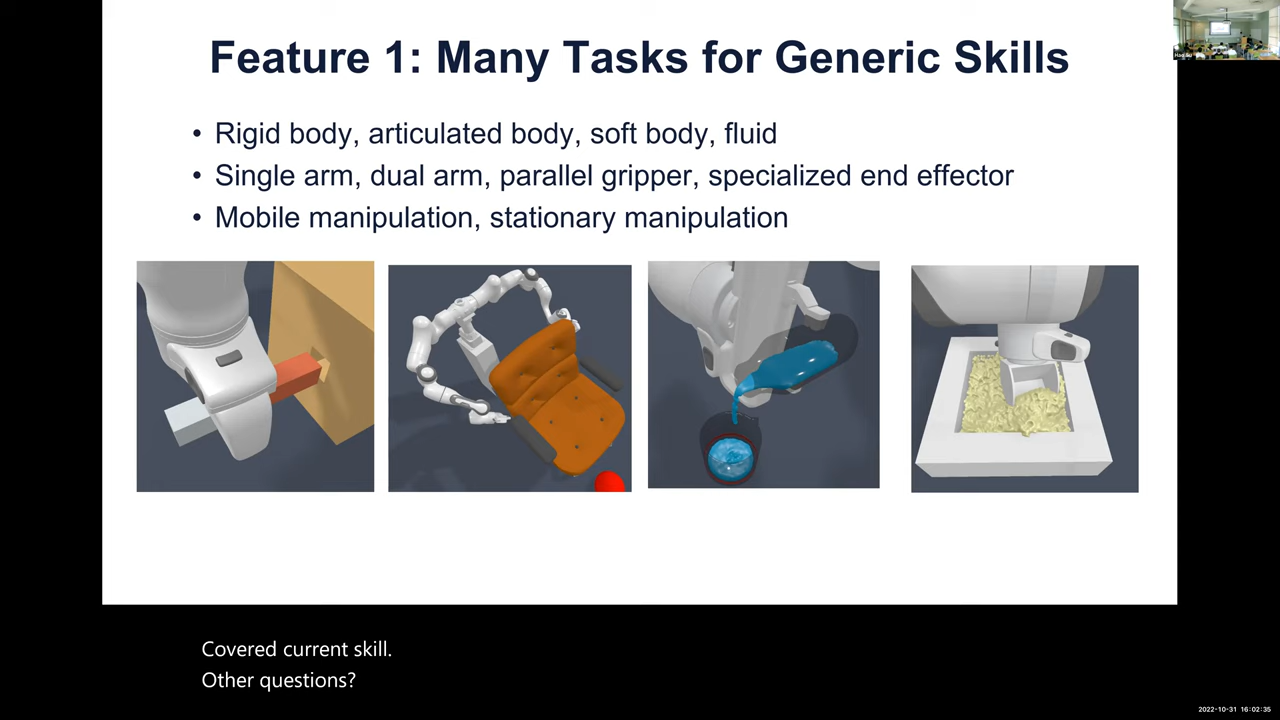 Feature 1: Many Tasks for Generic Skills
• Rigid body, articulated body, soft body, fluid
• Single arm, dual arm, parallel gripper, specialized end effector
• Mobile manipulation, stationary manipulation
Covered current skill.
Other questions?
2022-10-31 16:02:35